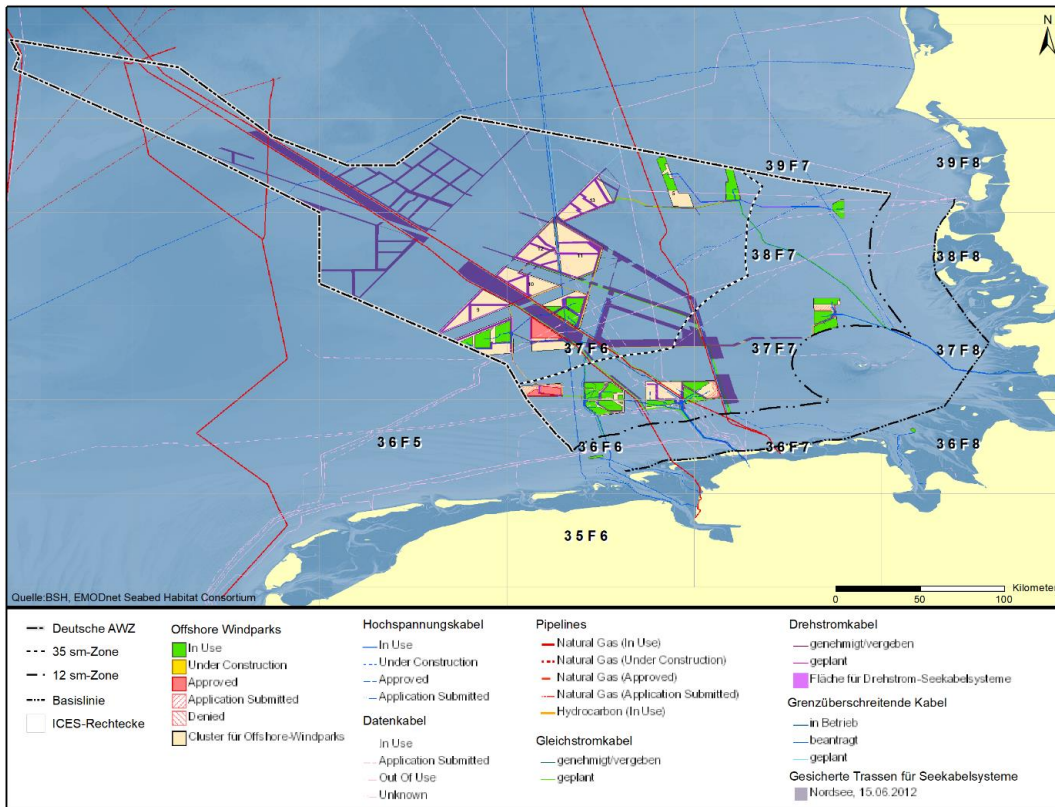 N
39F7
39F8
38F7
38F8
37F6
37F7
37F8
36F5
36F6
36F7
36F8
35F6
Quelle:BSH, EMODnet Seabed Habitat Consortium
Kilometer
0 50 100
Deutsche AWZ
35 sm-Zone
12 sm-Zone
Basislinie
ICES-Rechtecke
Offshore Windparks
In Use
Under Construction
Approved
Application Submitted
Denied
Cluster für Offshore-Windparks
Hochspannungskabel
In Use
Under Construction
Approved
Application Submitted
Datenkabel
In Use
Application Submitted
Out Of Use
Unknown
Pipelines
Natural Gas (In Use)
Natural Gas (Under Construction)
Natural Gas (Approved)
Natural Gas (Application Submitted)
Hydrocarbon (In Use)
Gleichstromkabel
genehmigt/vergeben
geplant
Drehstromkabel
genehmigt/vergeben
geplant
Fläche für Drehstrom-Seekabelsysteme
Grenzüberschreitende Kabel
in Betrieb
beantragt
geplant
Gesicherte Trassen für Seekabelsysteme
Nordsee, 15.06.2012